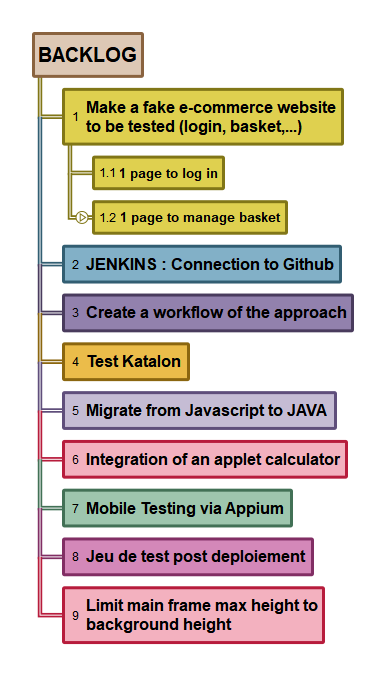 BACKLOG
1 Make a fake e-commerce website
to be tested (login, basket,...)
1.1 1 page to log in
1.2 1 page to manage basket
2 JENKINS : Connection to Github
3 Create a workflow of the approach
4 Test Katalon
5 Migrate from Javascript to JAVA
6 Integration of an applet calculator
7 Mobile Testing via Appium
8 Jeu de test post deploiement
9 Limit main frame max height to
background height